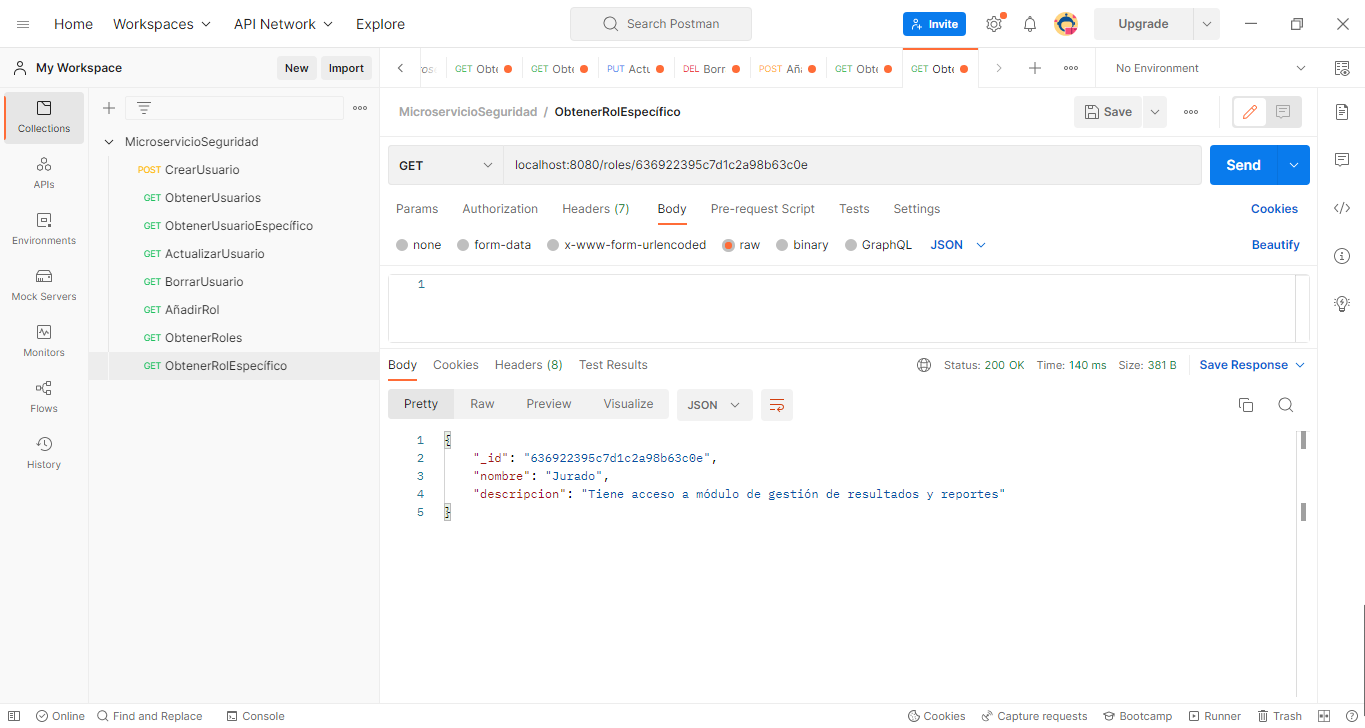 Home Workspaces API Network Explore Search Postman Invite Upgrade
My Workspace New Import
GET Obte GET Obte PUT Actu DEL Borr POST Aña GET Obte GET Obte No Environment
Collections
APIs
Environments
Mock Servers
Monitors
Flows
History
MicroservicioSeguridad
POST CrearUsuario
GET ObtenerUsuarios
GET ObtenerUsuarioEspecífico
GET ActualizarUsuario
GET BorrarUsuario
GET AñadirRol
GET ObtenerRoles
GET ObtenerRolEspecífico
MicroservicioSeguridad / ObtenerRolEspecífico Save
GET localhost:8080/roles/636922395c7d1c2a98b63c0e Send
Params Authorization Headers (7) Body Pre-request Script Tests Settings Cookies
none form-data x-www-form-urlencoded raw binary GraphQL JSON Beautify
1
Body Cookies Headers (8) Test Results Status: 200 OK Time: 140 ms Size: 381 B Save Response
Pretty Raw Preview Visualize JSON
1 {
2 "_id": "636922395c7d1c2a98b63c0e",
3 "nombre": "Jurado",
4 "descripcion": "Tiene acceso a módulo de gestión de resultados y reportes"
5 }
Online Find and Replace Console Cookies Capture requests Bootcamp Runner Trash